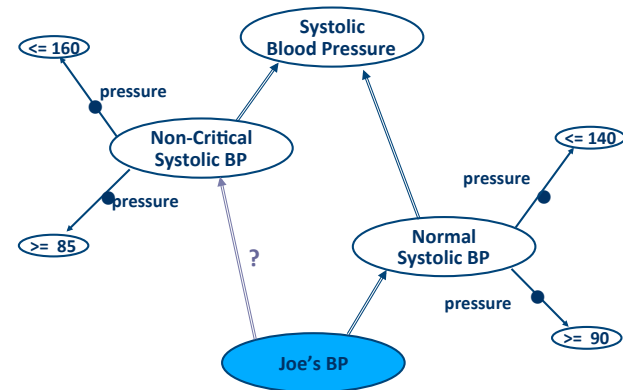 Systolic
Blood Pressure
<= 160
pressure
Non-Critical
Systolic BP
<= 140
pressure
pressure
>= 85
Normal
Systolic BP
?
pressure
>= 90
Joe's BP